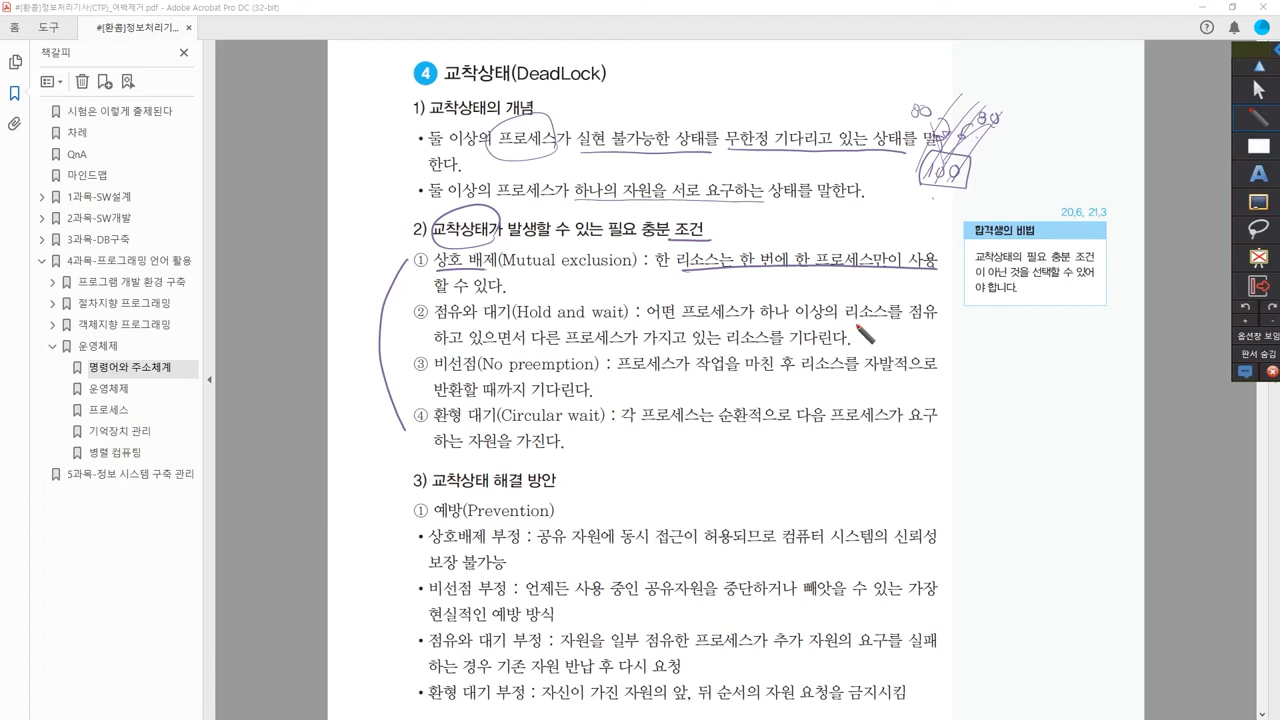 #[환콤]정보처리기사(CTP)_여백제거.pdf - Adobe Acrobat Pro DC (32-bit)
홈
도구
#[환콤]정보처리기... ×
책갈피
시험은 이렇게 출제된다
차례
QnA
마인드맵
1과목-SW설계
2과목-SW개발
3과목-DB구축
4과목-프로그래밍 언어 활용
프로그램 개발 환경 구축
절차지향 프로그래밍
객체지향 프로그래밍
운영체제
명령어와 주소체계
운영체제
프로세스
기억장치 관리
병렬 컴퓨팅
5과목-정보 시스템 구축 관리
4 교착상태(DeadLock)
1) 교착상태의 개념
• 둘 이상의 프로세스가 실현 불가능한 상태를 무한정 기다리고 있는 상태를 말
한다.
• 둘 이상의 프로세스가 하나의 자원을 서로 요구하는 상태를 말한다.
2) 교착상태가 발생할 수 있는 필요 충분 조건
① 상호 배제(Mutual exclusion) : 한 리소스는 한 번에 한 프로세스만이 사용
할 수 있다.
② 점유와 대기(Hold and wait) : 어떤 프로세스가 하나 이상의 리소스를 점유
하고 있으면서 다른 프로세스가 가지고 있는 리소스를 기다린다.
③ 비선점(No preemption) : 프로세스가 작업을 마친 후 리소스를 자발적으로
반환할 때까지 기다린다.
④ 환형 대기(Circular wait) : 각 프로세스는 순환적으로 다음 프로세스가 요구
하는 자원을 가진다.
3) 교착상태 해결 방안
① 예방(Prevention)
• 상호배제 부정 : 공유 자원에 동시 접근이 허용되므로 컴퓨터 시스템의 신뢰성
보장 불가능
• 비선점 부정 : 언제든 사용 중인 공유자원을 중단하거나 빼앗을 수 있는 가장
현실적인 예방 방식
• 점유와 대기 부정 : 자원을 일부 점유한 프로세스가 추가 자원의 요구를 실패
하는 경우 기존 자원 반납 후 다시 요청
• 환형 대기 부정 : 자신이 가진 자원의 앞, 뒤 순서의 자원 요청을 금지시킴
80
80
100
20.6, 21.3
합격생의 비법
교착상태의 필요 충분 조건
이 아닌 것을 선택할 수 있어
야 합니다.
옵션창 보임
판서 숨김